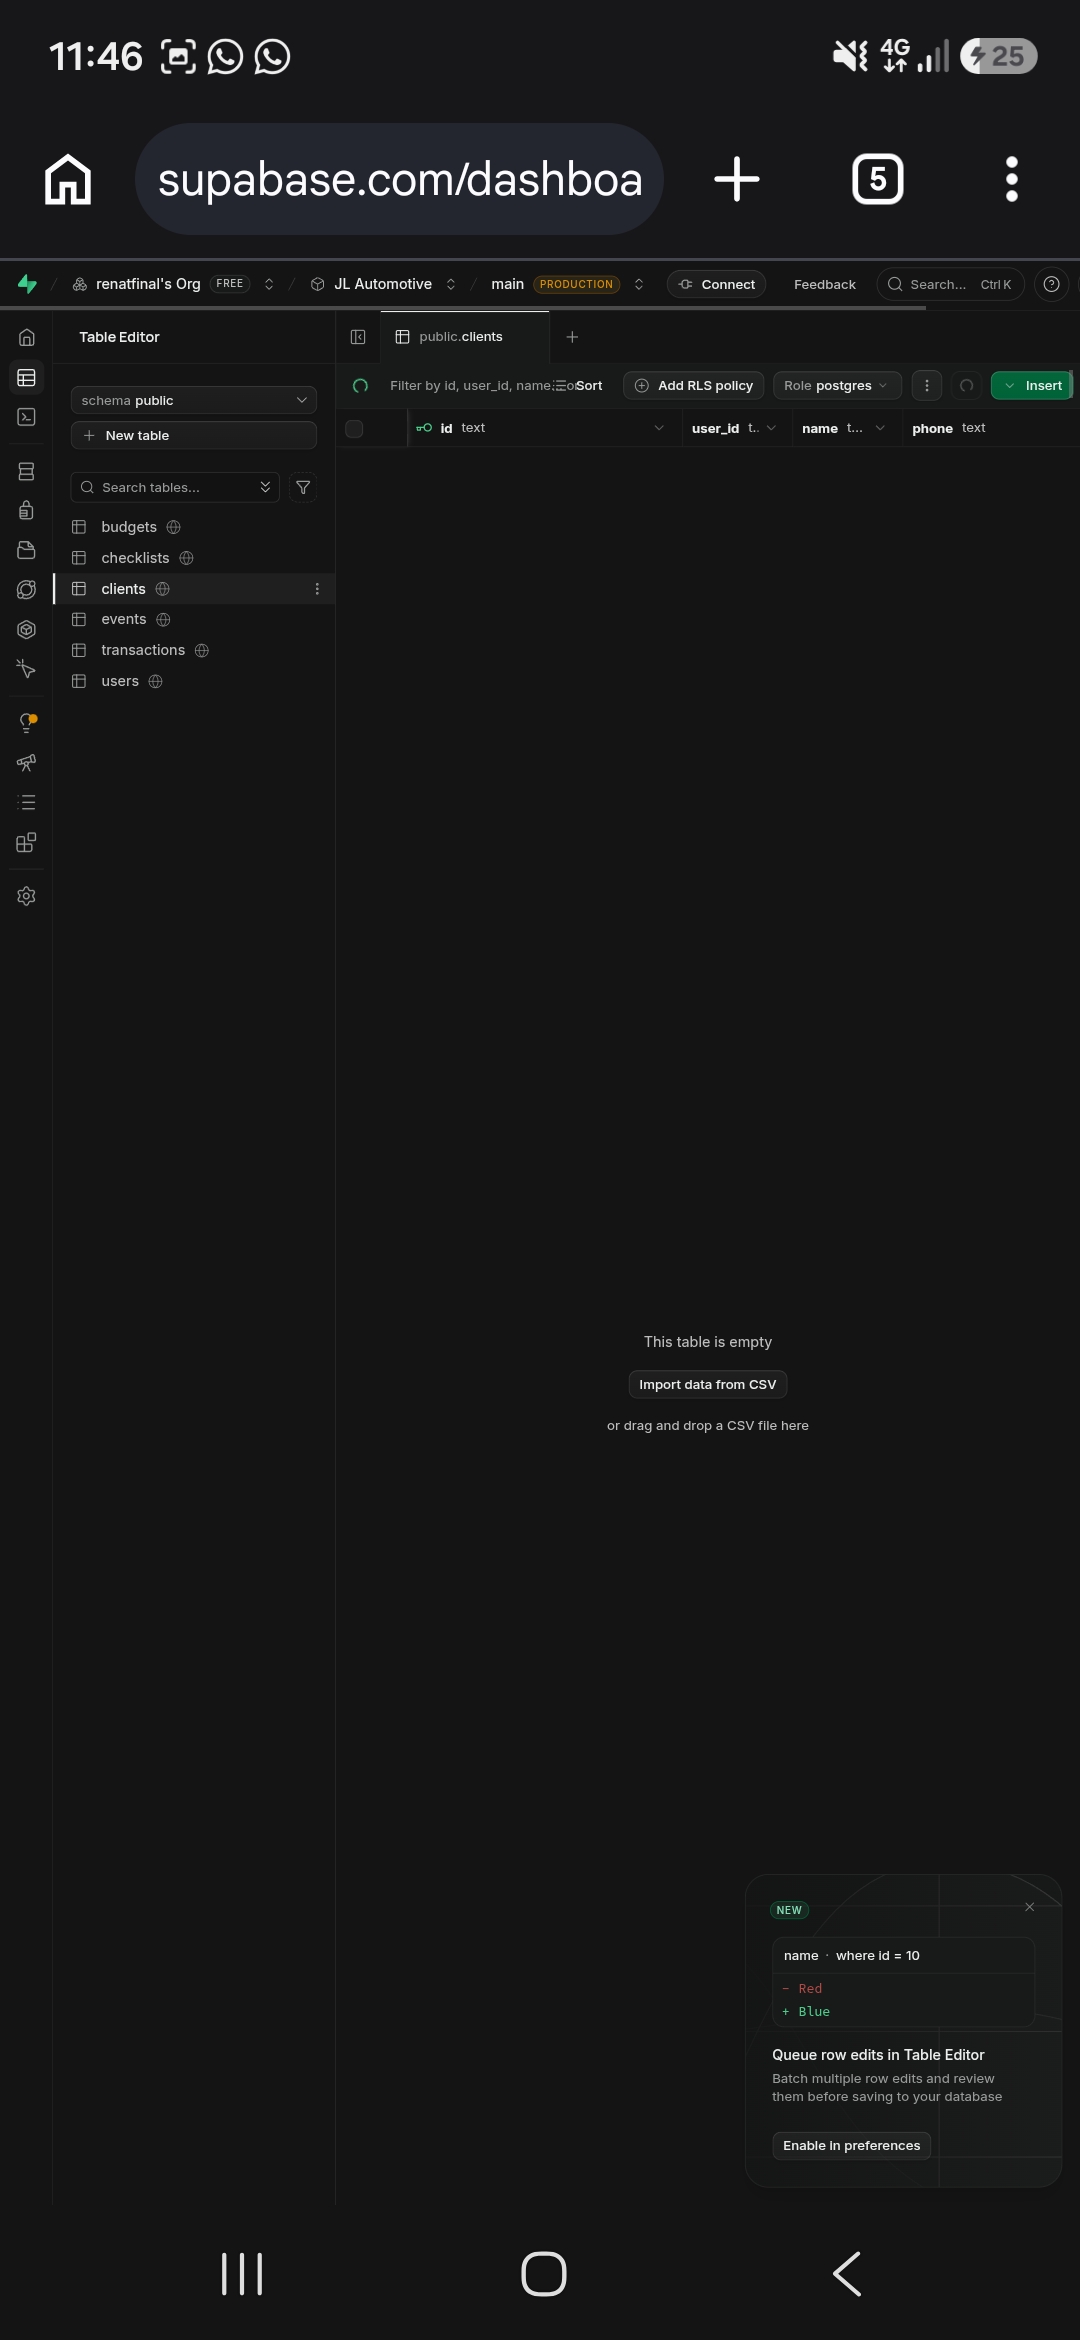 11:46
4G
25
supabase.com/dashboa
5
renatfinal's Org FREE
JL Automotive
main PRODUCTION
Connect
Feedback
Search... Ctrl K
Table Editor
public.clients
Filter by id, user_id, name...
Sort
Add RLS policy
Role postgres
Insert
schema public
New table
Search tables...
id text
user_id t..
name t...
phone text
budgets
checklists
clients
events
transactions
users
This table is empty
Import data from CSV
or drag and drop a CSV file here
NEW
name · where id = 10
- Red
+ Blue
Queue row edits in Table Editor
Batch multiple row edits and review
them before saving to your database
Enable in preferences